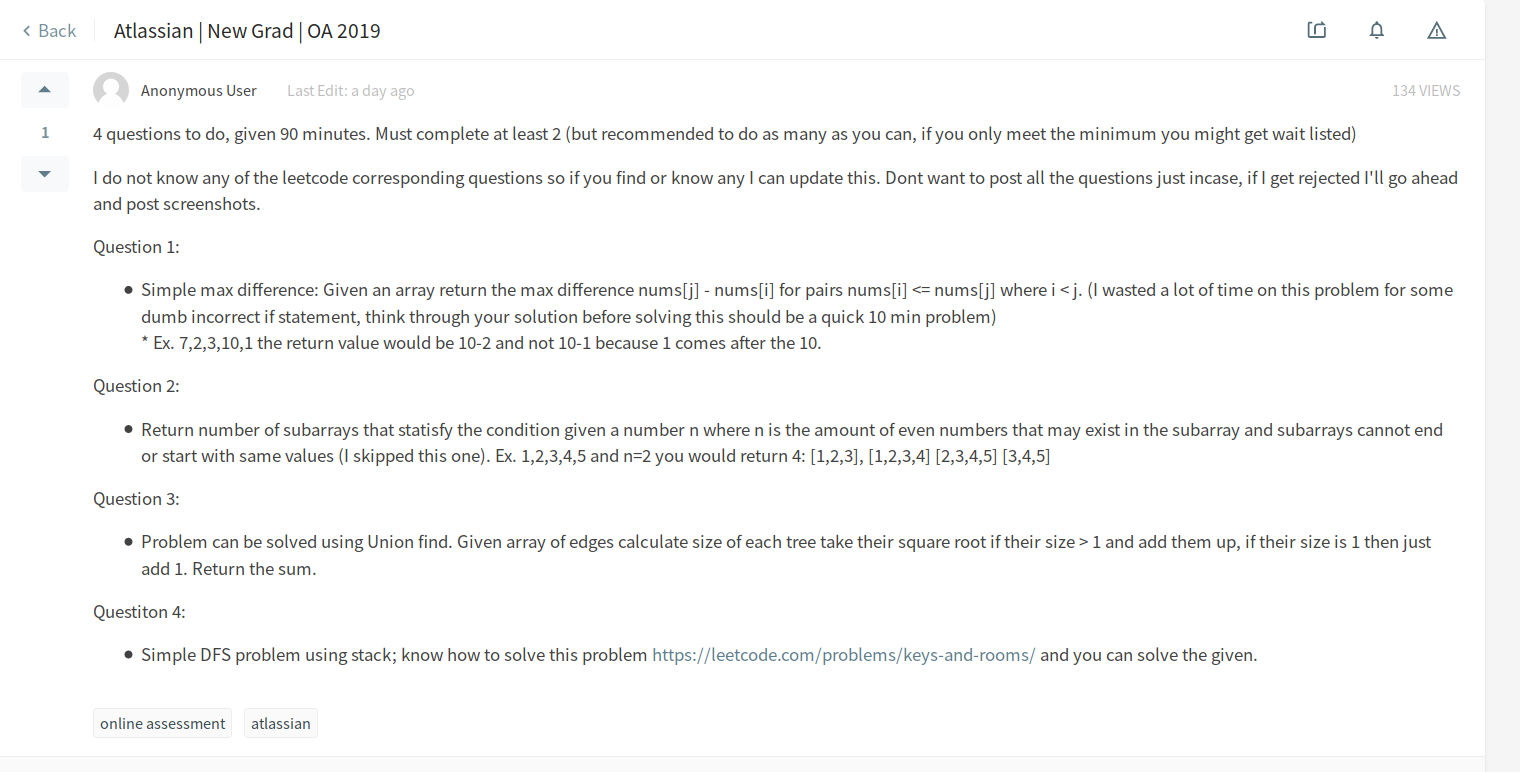 Back
Atlassian | New Grad | OA 2019
Anonymous User
Last Edit: a day ago
134 VIEWS
1
4 questions to do, given 90 minutes. Must complete at least 2 (but recommended to do as many as you can, if you only meet the minimum you might get wait listed)
I do not know any of the leetcode corresponding questions so if you find or know any I can update this. Dont want to post all the questions just incase, if I get rejected I'll go ahead
and post screenshots.
Question 1:
● Simple max difference: Given an array return the max difference nums[j] - nums[i] for pairs nums[i] <= nums[j] where i < j. (I wasted a lot of time on this problem for some
dumb incorrect if statement, think through your solution before solving this should be a quick 10 min problem)
* Ex. 7,2,3,10,1 the return value would be 10-2 and not 10-1 because 1 comes after the 10.
Question 2:
● Return number of subarrays that statisfy the condition given a number n where n is the amount of even numbers that may exist in the subarray and subarrays cannot end
or start with same values (I skipped this one). Ex. 1,2,3,4,5 and n=2 you would return 4: [1,2,3], [1,2,3,4] [2,3,4,5] [3,4,5]
Question 3:
● Problem can be solved using Union find. Given array of edges calculate size of each tree take their square root if their size > 1 and add them up, if their size is 1 then just
add 1. Return the sum.
Questiton 4:
● Simple DFS problem using stack; know how to solve this problem https://leetcode.com/problems/keys-and-rooms/ and you can solve the given.
online assessment
atlassian